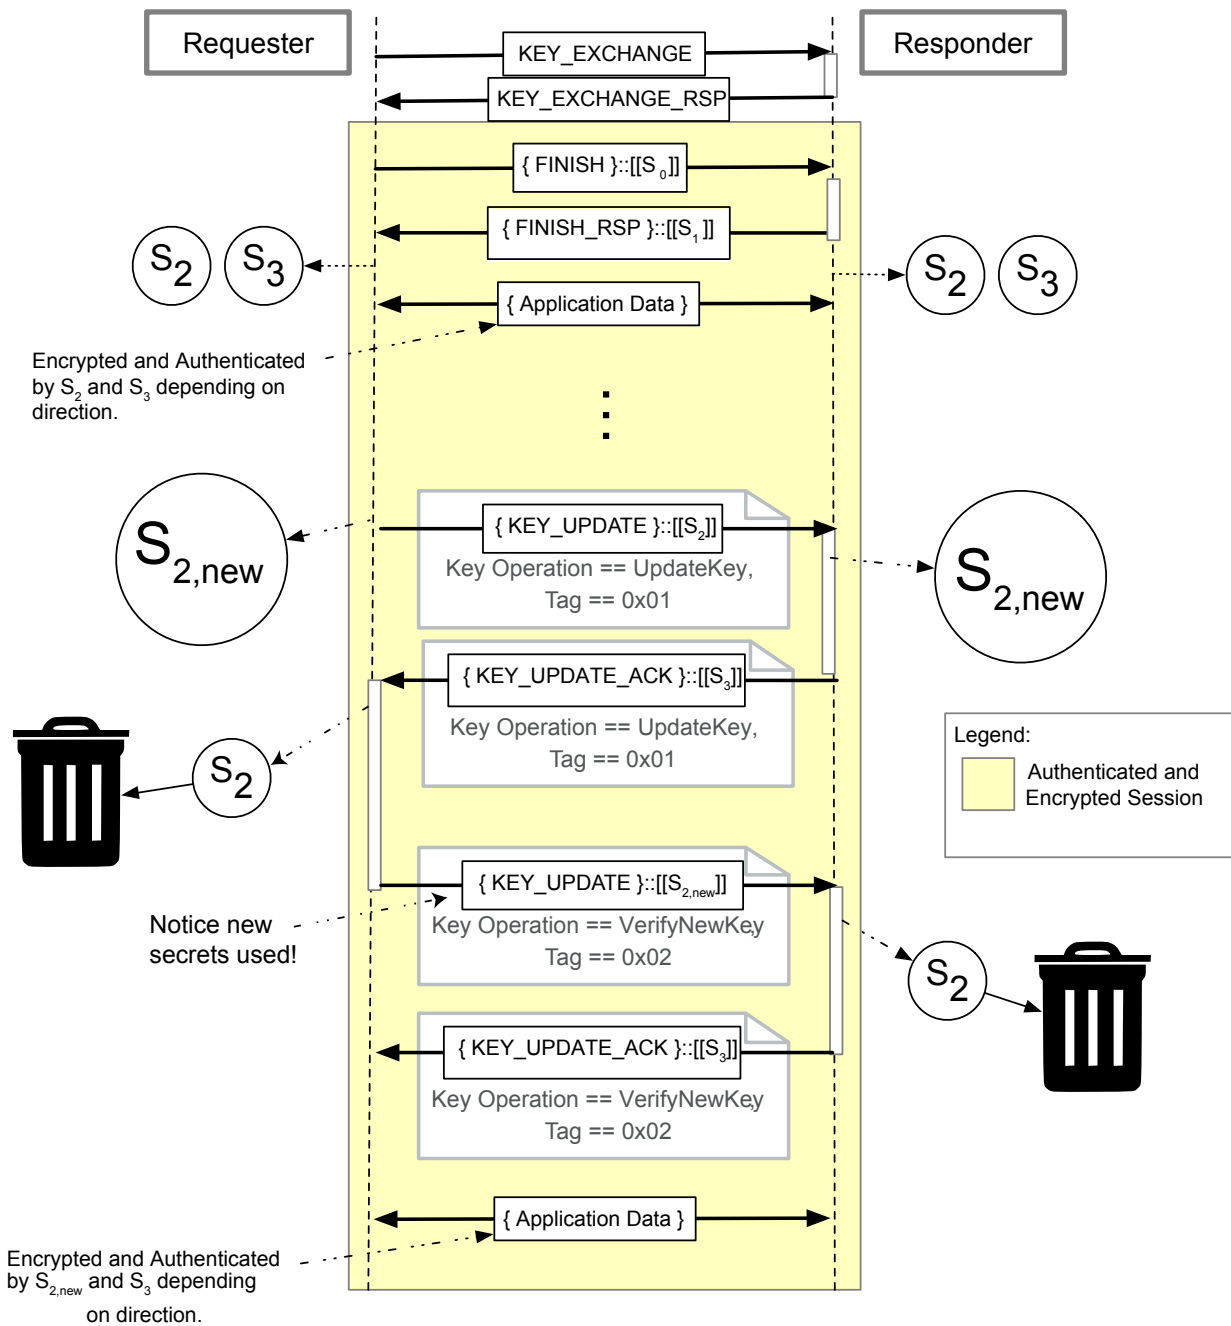 Requester
Responder
KEY_EXCHANGE
KEY_EXCHANGE_RSP
{ FINISH }::[[S0]]
{ FINISH_RSP }::[[S1]]
S2
S3
S2
S3
{ Application Data }
Encrypted and Authenticated
by S2 and S3 depending on
direction.
{ KEY_UPDATE }::[[S2]]
Key Operation == UpdateKey,
Tag == 0x01
S2,new
S2,new
{ KEY_UPDATE_ACK }::[[S3]]
Key Operation == UpdateKey,
Tag == 0x01
S2
Legend:
Authenticated and
Encrypted Session
{ KEY_UPDATE }::[[S2,new]]
Key Operation == VerifyNewKey,
Tag == 0x02
Notice new
secrets used!
S2
{ KEY_UPDATE_ACK }::[[S3]]
Key Operation == VerifyNewKey,
Tag == 0x02
{ Application Data }
Encrypted and Authenticated
by S2,new and S3 depending
on direction.